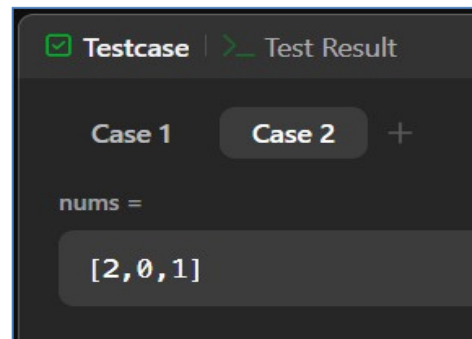 Testcase | >_ Test Result
Case 1 Case 2 +
nums =
[2,0,1]